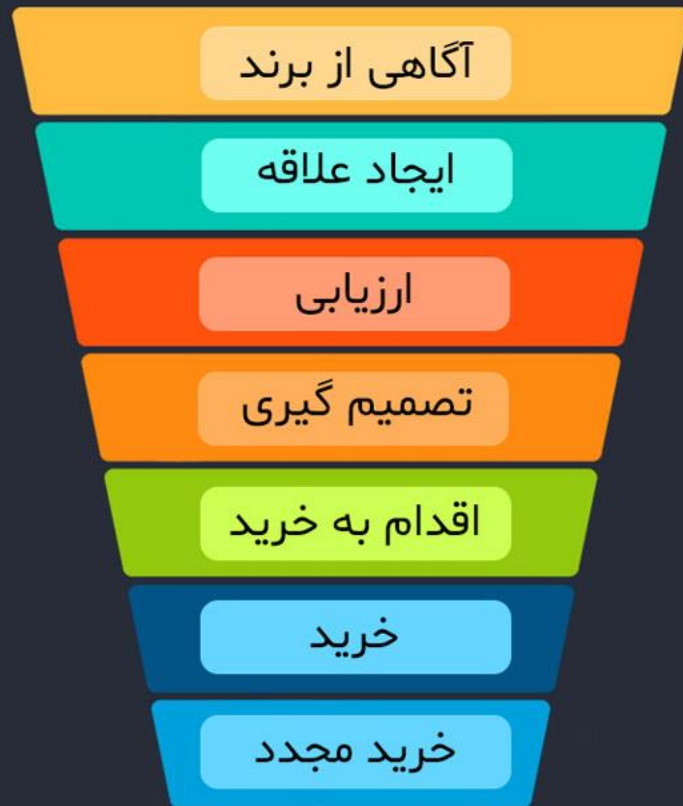 آگاهی از برند
ایجاد علاقه
ارزیابی
تصمیم گیری
اقدام به خرید
خرید
خرید مجدد